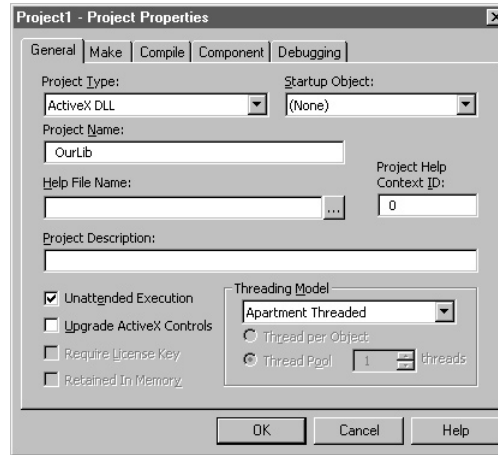 Project1 - Project Properties
General Make Compile Component Debugging
Project Type: Startup Object:
ActiveX DLL (None)
Project Name:
OurLib
Project Help
Help File Name: Context ID:
... 0
Project Description:
Unattended Execution
Upgrade ActiveX Controls
Require License Key
Retained In Memory
Threading Model
Apartment Threaded
Thread per Object
Thread Pool 1 threads
OK Cancel Help